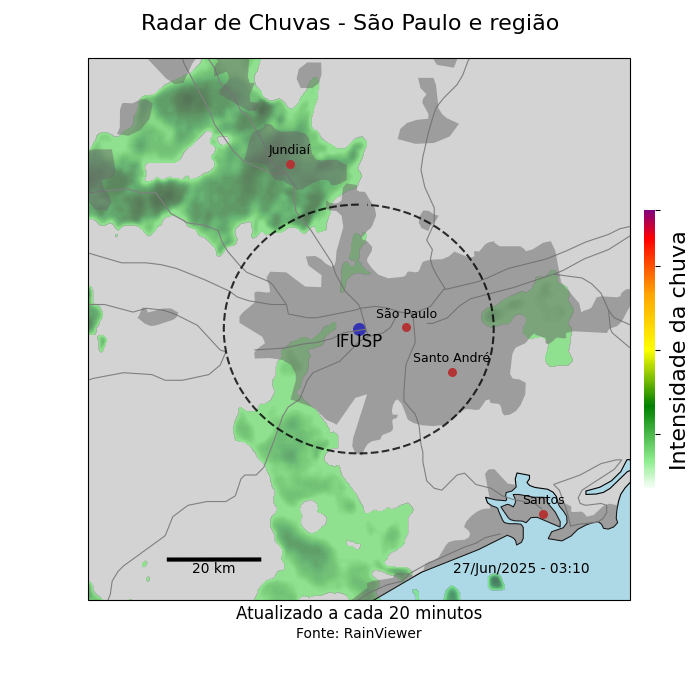 Radar de Chuvas - São Paulo e região
Jundiaí
São Paulo
IFUSP
Santo André
Santos
20 km
27/Jun/2025 - 03:10
Intensidade da chuva
Atualizado a cada 20 minutos
Fonte: RainViewer